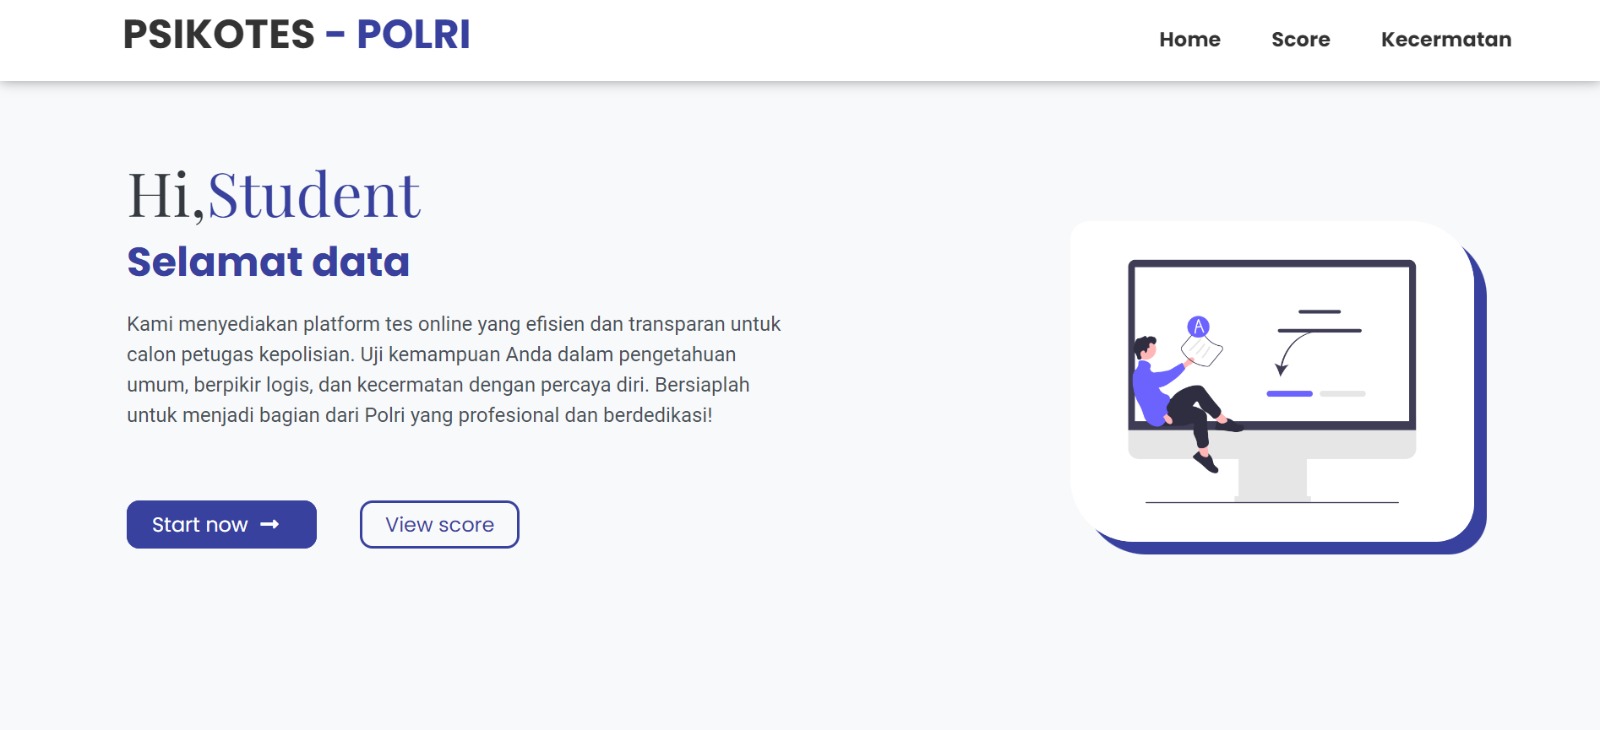 PSIKOTES - POLRI
Home Score Kecermatan
Hi,Student
Selamat data
Kami menyediakan platform tes online yang efisien dan transparan untuk
calon petugas kepolisian. Uji kemampuan Anda dalam pengetahuan
umum, berpikir logis, dan kecermatan dengan percaya diri. Bersiaplah
untuk menjadi bagian dari Polri yang profesional dan berdedikasi!
A
Start now
View score